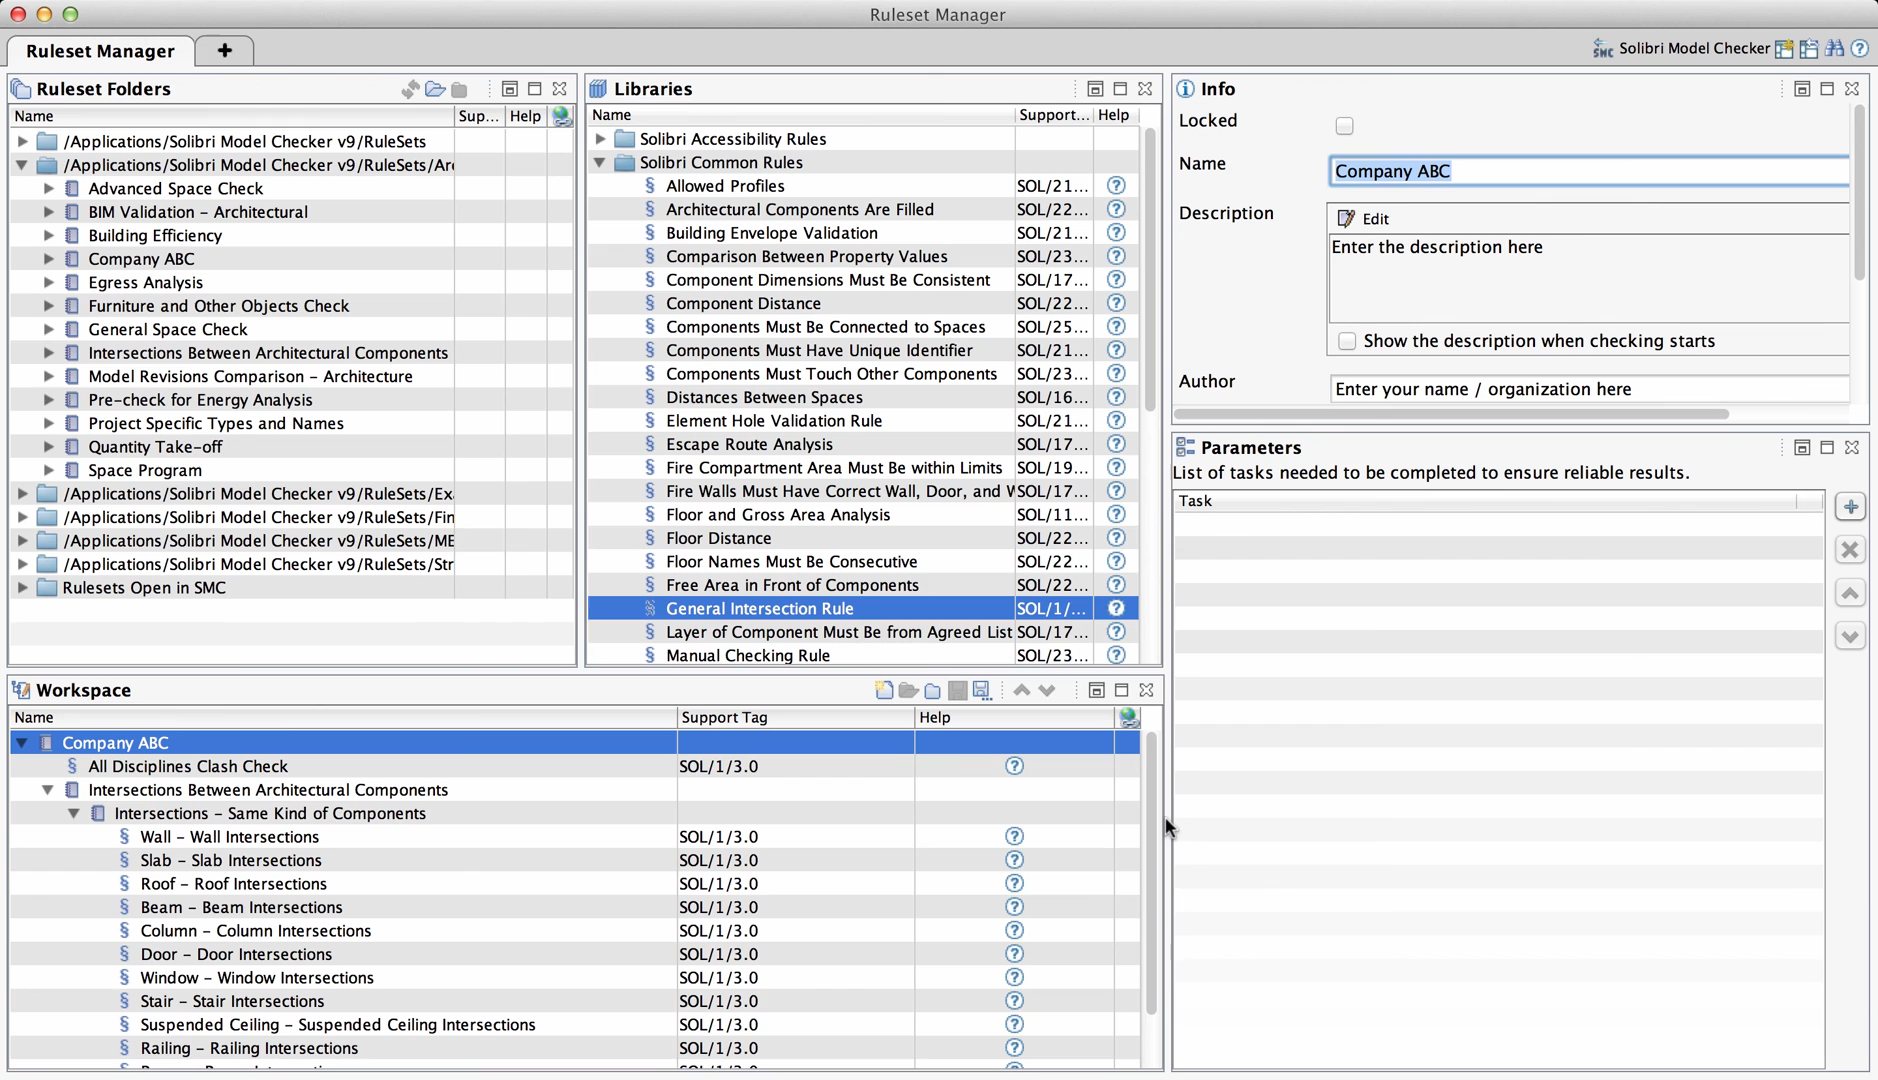 Ruleset Manager
Ruleset Manager +
SMC Solibri Model Checker
Ruleset Folders
Name Sup... Help
/Applications/Solibri Model Checker v9/RuleSets
/Applications/Solibri Model Checker v9/RuleSets/Arc
Advanced Space Check
BIM Validation – Architectural
Building Efficiency
Company ABC
Egress Analysis
Furniture and Other Objects Check
General Space Check
Intersections Between Architectural Components
Model Revisions Comparison – Architecture
Pre-check for Energy Analysis
Project Specific Types and Names
Quantity Take-off
Space Program
/Applications/Solibri Model Checker v9/RuleSets/Exa
/Applications/Solibri Model Checker v9/RuleSets/Fin
/Applications/Solibri Model Checker v9/RuleSets/ME
/Applications/Solibri Model Checker v9/RuleSets/Str
Rulesets Open in SMC
Libraries
Name Support... Help
Solibri Accessibility Rules
Solibri Common Rules
§ Allowed Profiles SOL/21... ?
§ Architectural Components Are Filled SOL/22... ?
§ Building Envelope Validation SOL/21... ?
§ Comparison Between Property Values SOL/23... ?
§ Component Dimensions Must Be Consistent SOL/17... ?
§ Component Distance SOL/22... ?
§ Components Must Be Connected to Spaces SOL/25... ?
§ Components Must Have Unique Identifier SOL/21... ?
§ Components Must Touch Other Components SOL/23... ?
§ Distances Between Spaces SOL/16... ?
§ Element Hole Validation Rule SOL/21... ?
§ Escape Route Analysis SOL/17... ?
§ Fire Compartment Area Must Be within Limits SOL/19... ?
§ Fire Walls Must Have Correct Wall, Door, and W SOL/17... ?
§ Floor and Gross Area Analysis SOL/11... ?
§ Floor Distance SOL/22... ?
§ Floor Names Must Be Consecutive SOL/22... ?
§ Free Area in Front of Components SOL/22... ?
§ General Intersection Rule SOL/1/... ?
§ Layer of Component Must Be from Agreed List SOL/17... ?
§ Manual Checking Rule SOL/23... ?
Info
Locked
Name Company ABC
Description Edit
Enter the description here
Show the description when checking starts
Author Enter your name / organization here
Parameters
List of tasks needed to be completed to ensure reliable results.
Task
Workspace
Name Support Tag Help
Company ABC
§ All Disciplines Clash Check SOL/1/3.0 ?
Intersections Between Architectural Components
Intersections – Same Kind of Components
§ Wall – Wall Intersections SOL/1/3.0 ?
§ Slab – Slab Intersections SOL/1/3.0 ?
§ Roof – Roof Intersections SOL/1/3.0 ?
§ Beam – Beam Intersections SOL/1/3.0 ?
§ Column – Column Intersections SOL/1/3.0 ?
§ Door – Door Intersections SOL/1/3.0 ?
§ Window – Window Intersections SOL/1/3.0 ?
§ Stair – Stair Intersections SOL/1/3.0 ?
§ Suspended Ceiling – Suspended Ceiling Intersections SOL/1/3.0 ?
§ Railing – Railing Intersections SOL/1/3.0 ?